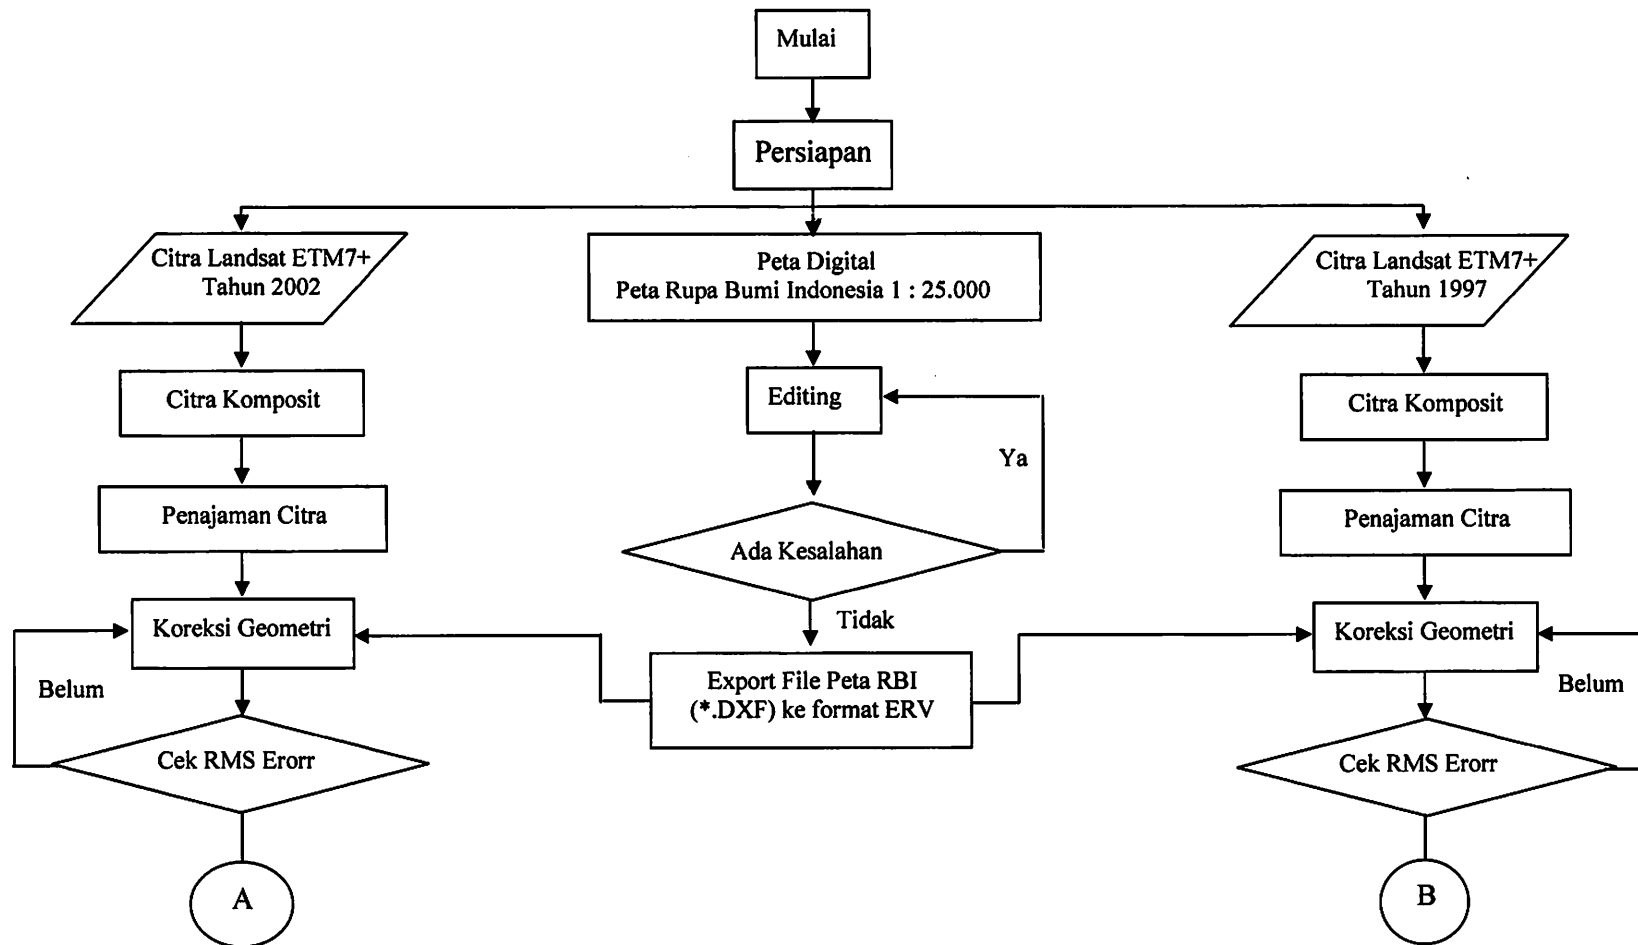 Mulai
Persiapan
Citra Landsat ETM7+
Tahun 2002
Peta Digital
Peta Rupa Bumi Indonesia 1 : 25.000
Citra Landsat ETM7+
Tahun 1997
Citra Komposit
Editing
Citra Komposit
Ya
Penajaman Citra
Ada Kesalahan
Penajaman Citra
Tidak
Koreksi Geometri
Koreksi Geometri
Belum
Export File Peta RBI
(*.DXF) ke format ERV
Belum
Cek RMS Erorr
Cek RMS Erorr
A
B